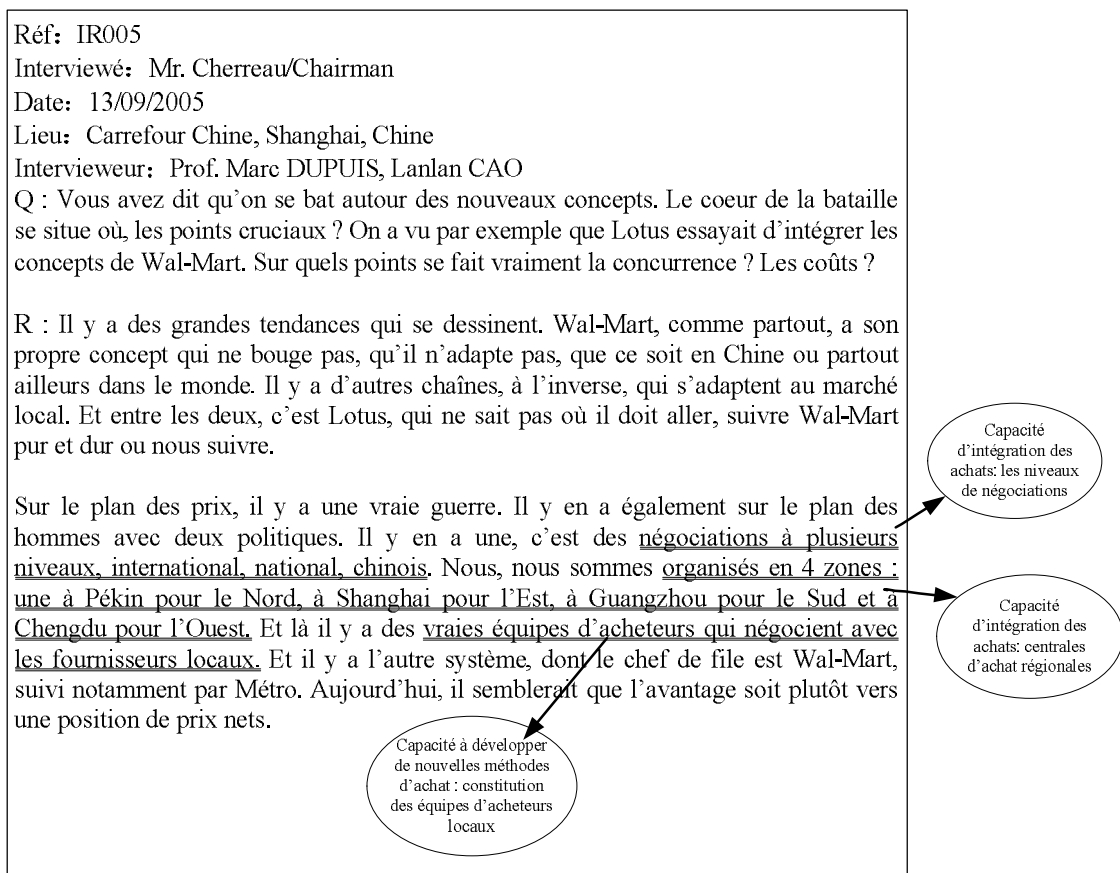 Réf：IR005
Interviewé：Mr. Cherreau/Chairman
Date：13/09/2005
Lieu：Carrefour Chine, Shanghai, Chine
Intervieweur：Prof. Marc DUPUIS, Lanlan CAO
Q : Vous avez dit qu’on se bat autour des nouveaux concepts. Le coeur de la bataille
se situe où, les points cruciaux ? On a vu par exemple que Lotus essayait d’intégrer les
concepts de Wal-Mart. Sur quels points se fait vraiment la concurrence ? Les coûts ?
R : Il y a des grandes tendances qui se dessinent. Wal-Mart, comme partout, a son
propre concept qui ne bouge pas, qu’il n’adapte pas, que ce soit en Chine ou partout
ailleurs dans le monde. Il y a d’autres chaînes, à l’inverse, qui s’adaptent au marché
local. Et entre les deux, c’est Lotus, qui ne sait pas où il doit aller, suivre Wal-Mart
pur et dur ou nous suivre.
Sur le plan des prix, il y a une vraie guerre. Il y en a également sur le plan des
hommes avec deux politiques. Il y en a une, c’est des négociations à plusieurs
niveaux, international, national, chinois. Nous, nous sommes organisés en 4 zones :
une à Pékin pour le Nord, à Shanghai pour l’Est, à Guangzhou pour le Sud et à
Chengdu pour l’Ouest. Et là il y a des vraies équipes d’acheteurs qui négocient avec
les fournisseurs locaux. Et il y a l’autre système, dont le chef de file est Wal-Mart,
suivi notamment par Métro. Aujourd’hui, il semblerait que l’avantage soit plutôt vers
une position de prix nets.
Capacité
d’intégration des
achats: les niveaux
de négociations
Capacité
d’intégration des
achats: centrales
d’achat régionales
Capacité à développer
de nouvelles méthodes
d’achat : constitution
des équipes d’acheteurs
locaux